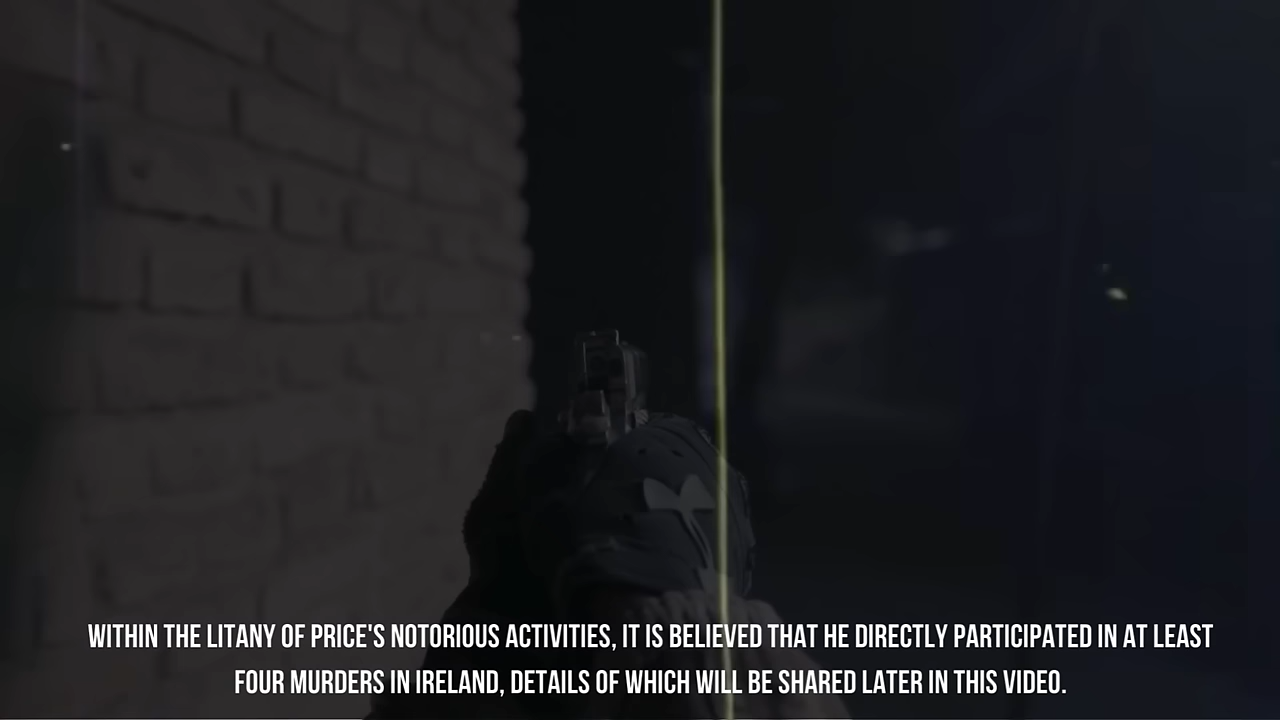 WITHIN THE LITANY OF PRICE'S NOTORIOUS ACTIVITIES, IT IS BELIEVED THAT HE DIRECTLY PARTICIPATED IN AT LEAST
FOUR MURDERS IN IRELAND, DETAILS OF WHICH WILL BE SHARED LATER IN THIS VIDEO.